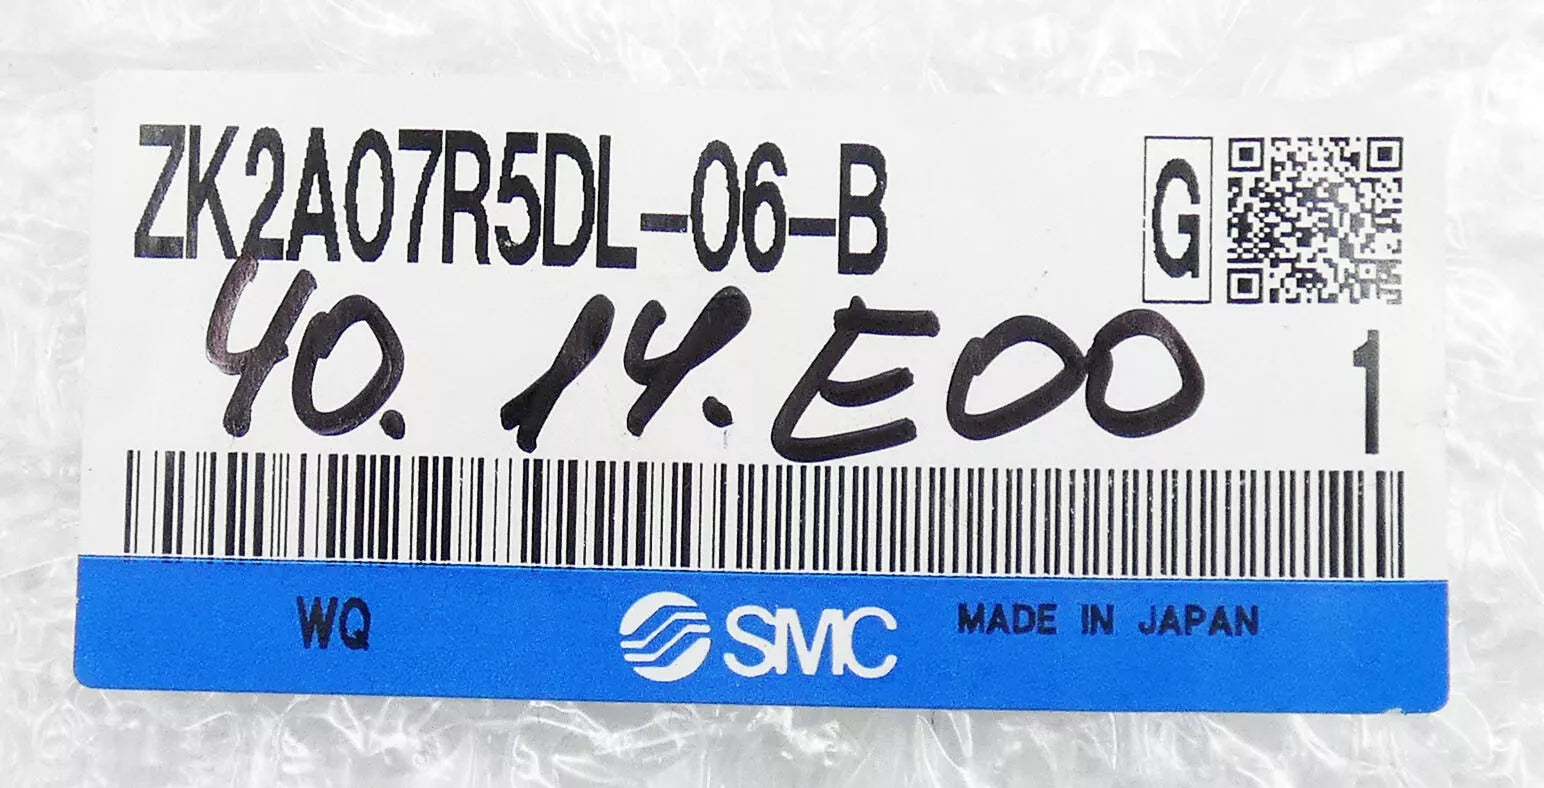 ZK2A07R5DL-06-B
G
40.14.E00
1
WQ
SMC
MADE IN JAPAN